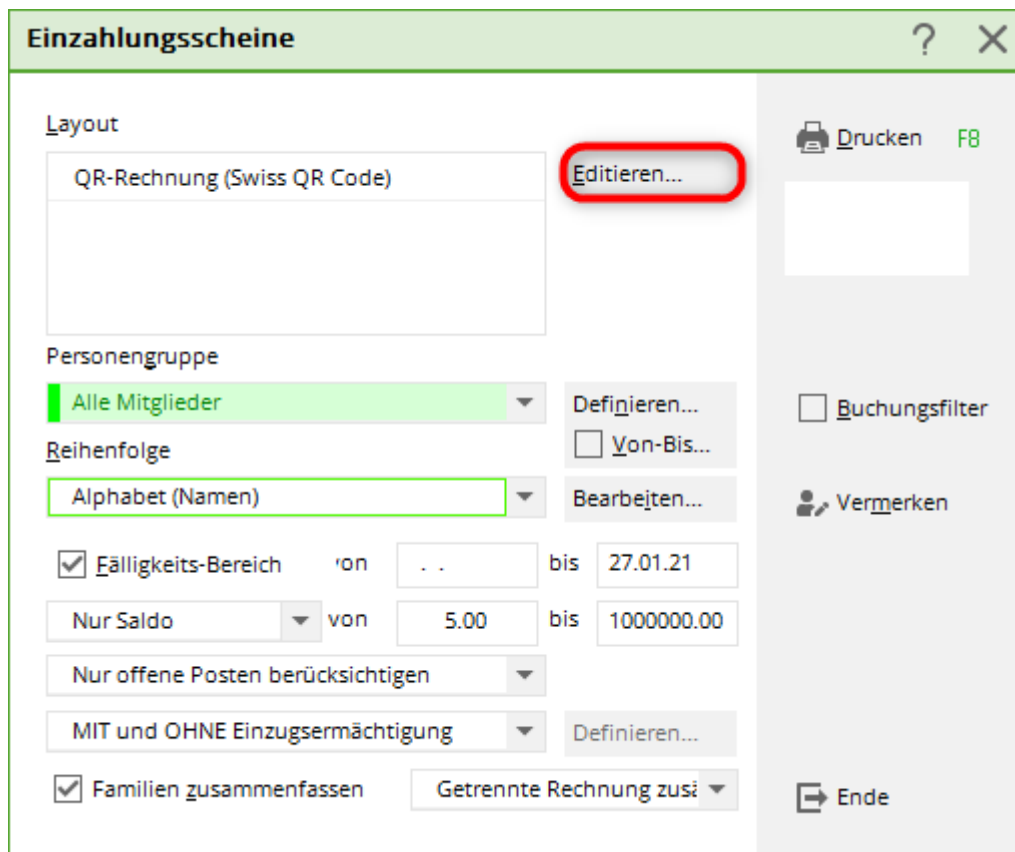 Einzahlungsscheine ?
Layout
Drucken F8
QR-Rechnung (Swiss QR Code)
Editieren...
Personengruppe
Alle Mitglieder
Definieren...
Buchungsfilter
Von-Bis...
Reihenfolge
Alphabet (Namen)
Bearbeiten...
Vermerken
Fälligkeits-Bereich von . . bis 27.01.21
Nur Saldo von 5.00 bis 1000000.00
Nur offene Posten berücksichtigen
MIT und OHNE Einzugsermächtigung
Definieren...
Familien zusammenfassen
Getrennte Rechnung
Ende